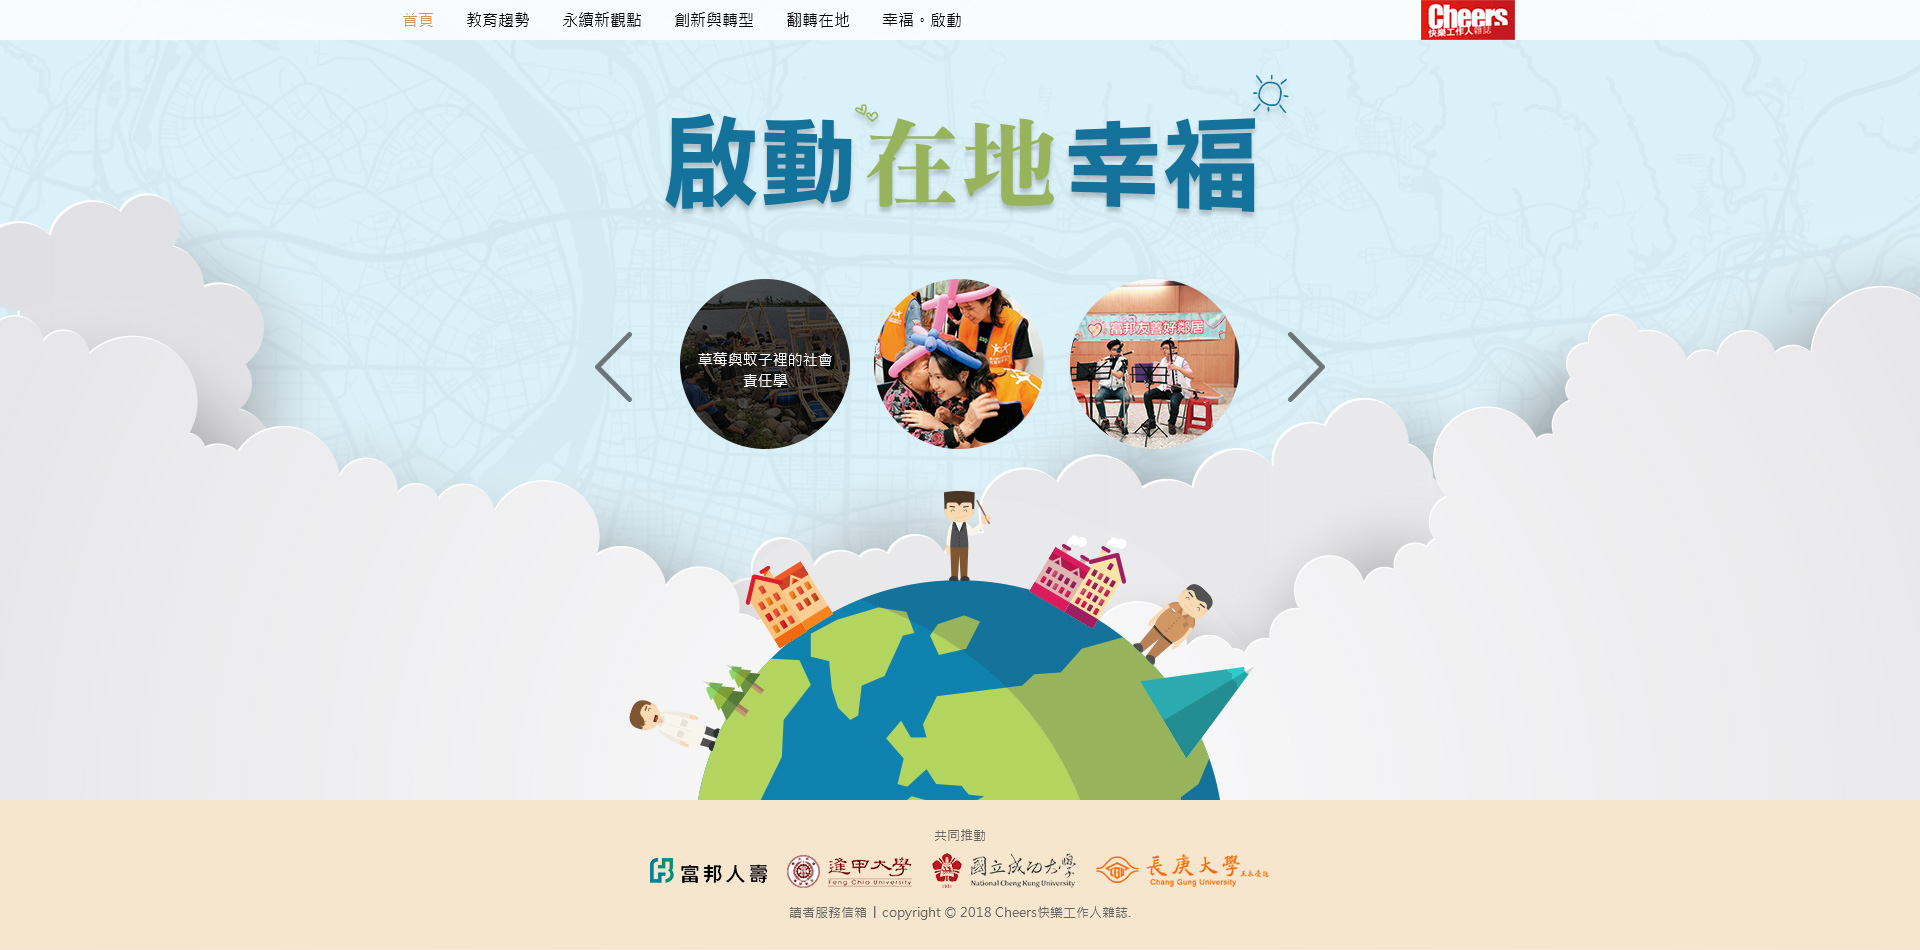 首頁
教育趨勢
永續新觀點
創新與轉型
翻轉在地
幸福。啟動
Cheers
快樂工作人雜誌
啟動在地幸福
草莓與蚊子裡的社會
責任學
富邦友善好鄰居
共同推動
富邦人壽
逢甲大學
Feng Chia University
國立成功大學
National Cheng Kung University
長庚大學
Chang Gung University
讀者服務信箱 | copyright © 2018 Cheers快樂工作人雜誌.